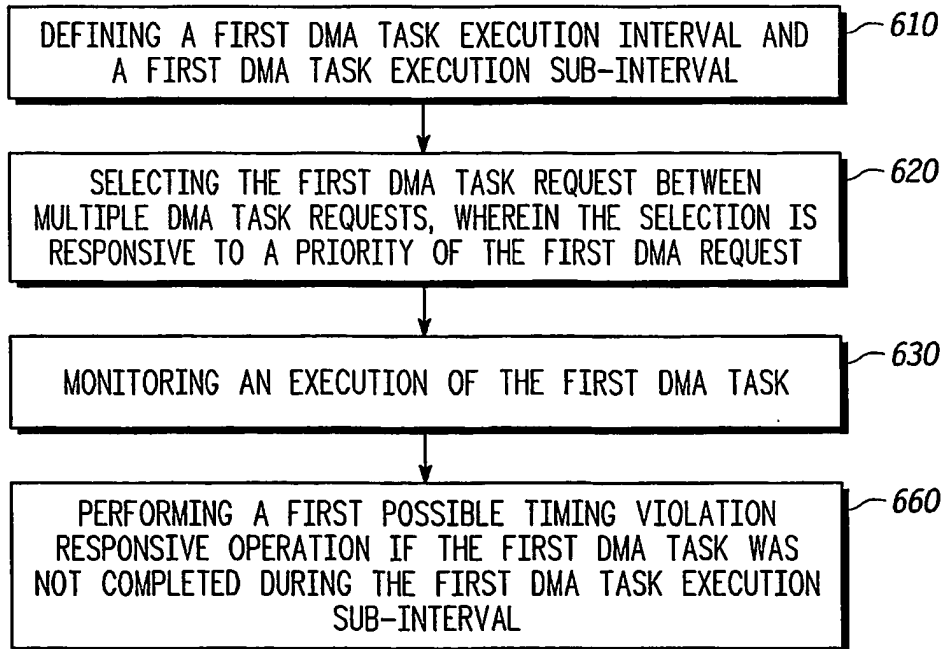 DEFINING A FIRST DMA TASK EXECUTION INTERVAL AND
A FIRST DMA TASK EXECUTION SUB-INTERVAL
610
SELECTING THE FIRST DMA TASK REQUEST BETWEEN
MULTIPLE DMA TASK REQUESTS, WHEREIN THE SELECTION IS
RESPONSIVE TO A PRIORITY OF THE FIRST DMA REQUEST
620
MONITORING AN EXECUTION OF THE FIRST DMA TASK
630
PERFORMING A FIRST POSSIBLE TIMING VIOLATION
RESPONSIVE OPERATION IF THE FIRST DMA TASK WAS
NOT COMPLETED DURING THE FIRST DMA TASK EXECUTION
SUB-INTERVAL
660